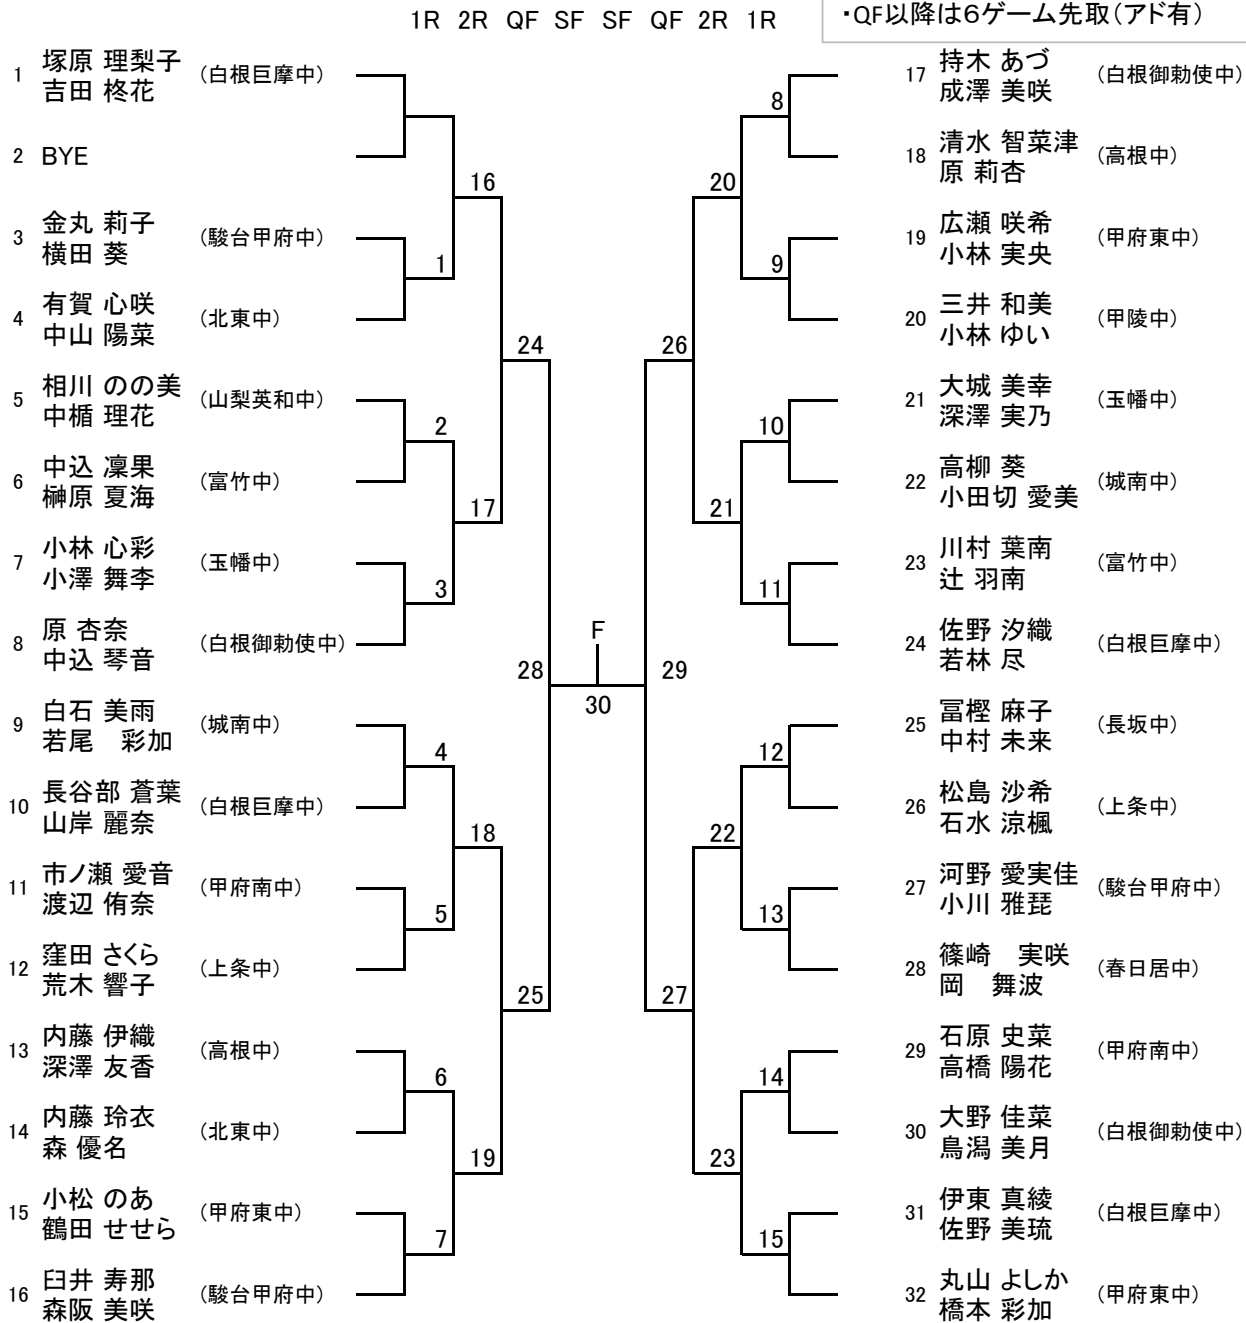 1R 2R QF SF SF QF 2R 1R
・QF以降は6ゲーム先取(アド有)
1 塚原 理梨子 (白根巨摩中)
吉田 柊花
2 BYE
3 金丸 莉子 (駿台甲府中)
横田 葵
4 有賀 心咲 (北東中)
中山 陽菜
5 相川 のの美 (山梨英和中)
中楯 理花
6 中込 凜果 (富竹中)
榊原 夏海
7 小林 心彩 (玉幡中)
小澤 舞李
8 原 杏奈 (白根御勅使中)
中込 琴音
9 白石 美雨 (城南中)
若尾 彩加
10 長谷部 蒼葉 (白根巨摩中)
山岸 麗奈
11 市ノ瀬 愛音 (甲府南中)
渡辺 侑奈
12 窪田 さくら (上条中)
荒木 響子
13 内藤 伊織 (高根中)
深澤 友香
14 内藤 玲衣 (北東中)
森 優名
15 小松 のあ (甲府東中)
鶴田 せせら
16 臼井 寿那 (駿台甲府中)
森阪 美咲
16
1
24
2
17
3
28
4
18
5
25
6
19
7
F
30
8
20
9
26
10
21
11
29
12
22
13
27
14
23
15
17 持木 あづ (白根御勅使中)
成澤 美咲
18 清水 智菜津 (高根中)
原 莉杏
19 広瀬 咲希 (甲府東中)
小林 実央
20 三井 和美 (甲陵中)
小林 ゆい
21 大城 美幸 (玉幡中)
深澤 実乃
22 高柳 葵 (城南中)
小田切 愛美
23 川村 葉南 (富竹中)
辻 羽南
24 佐野 汐織 (白根巨摩中)
若林 尽
25 冨樫 麻子 (長坂中)
中村 未来
26 松島 沙希 (上条中)
石水 涼楓
27 河野 愛実佳 (駿台甲府中)
小川 雅琵
28 篠崎 実咲 (春日居中)
岡 舞波
29 石原 史菜 (甲府南中)
高橋 陽花
30 大野 佳菜 (白根御勅使中)
鳥潟 美月
31 伊東 真綾 (白根巨摩中)
佐野 美琉
32 丸山 よしか (甲府東中)
橋本 彩加